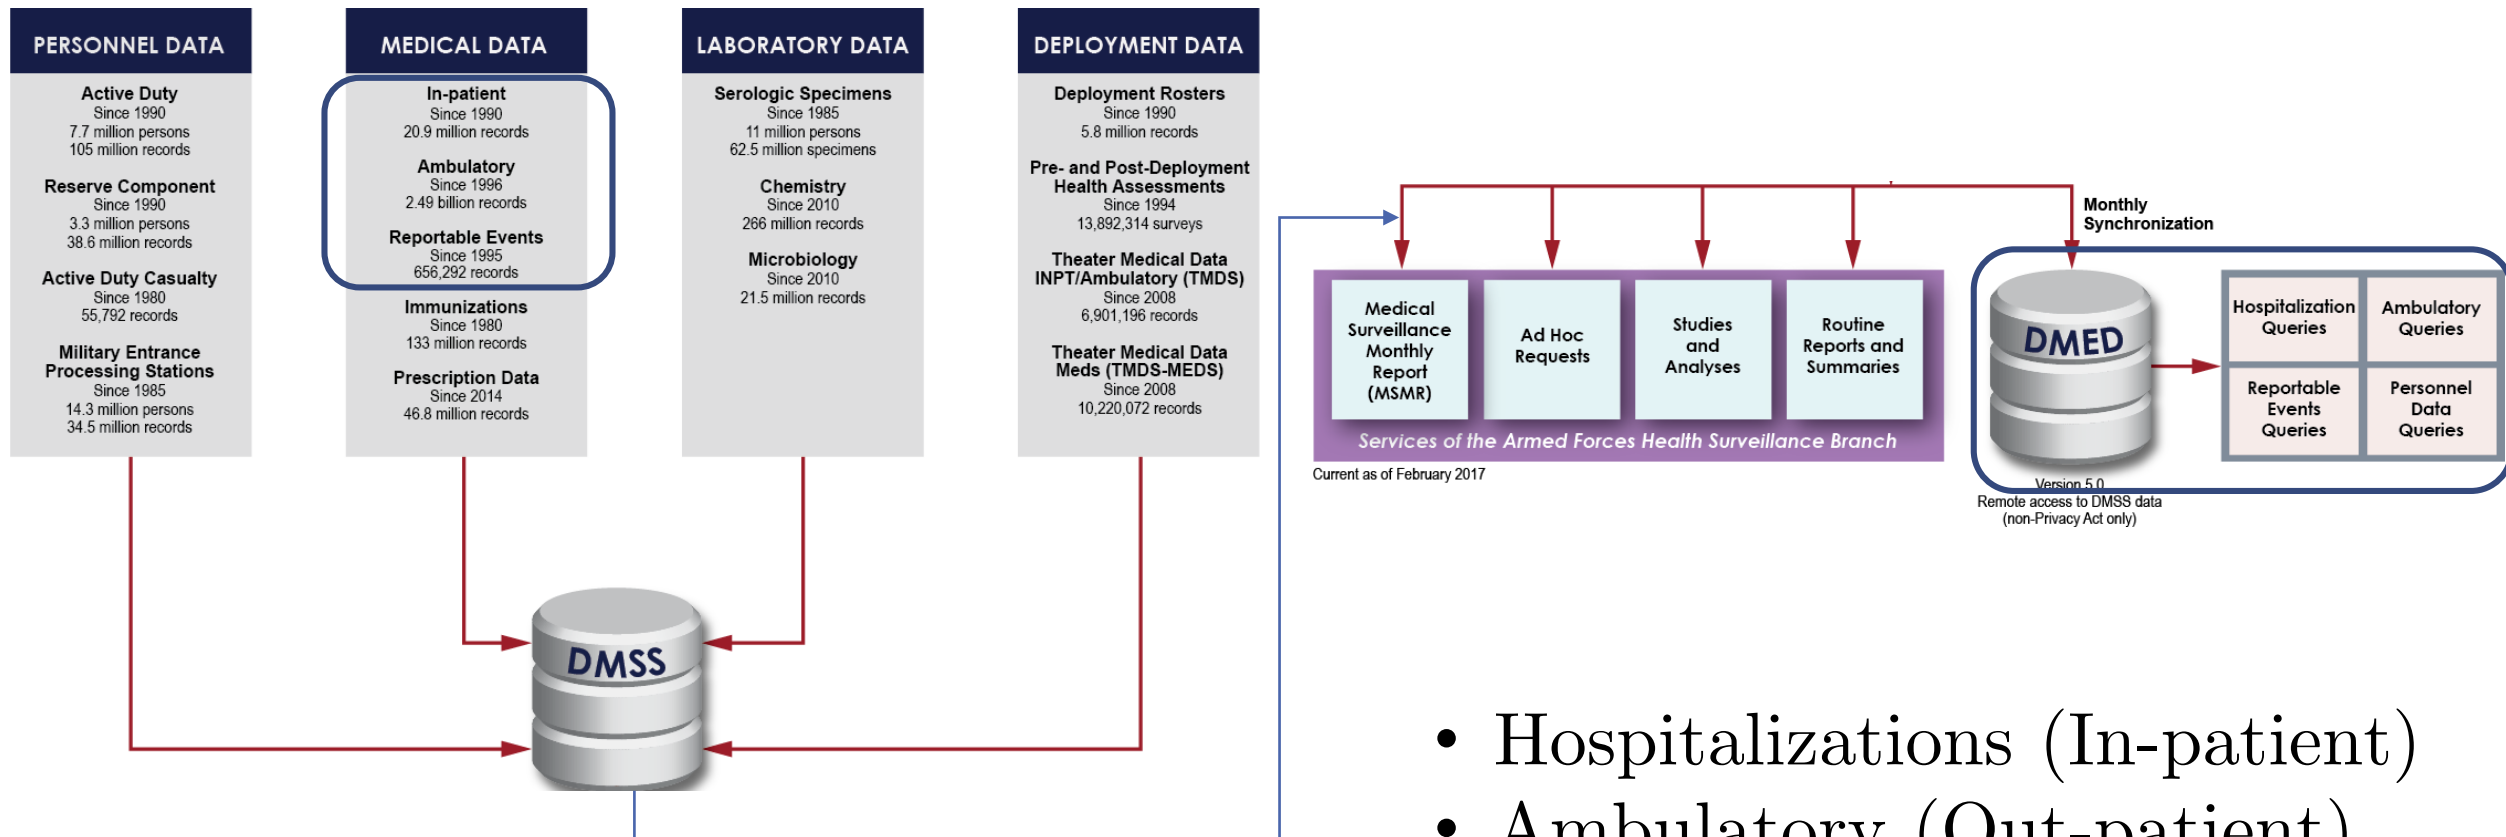 PERSONNEL DATA
Active Duty
Since 1990
7.7 million persons
105 million records
Reserve Component
Since 1990
3.3 million persons
38.6 million records
Active Duty Casualty
Since 1980
55,792 records
Military Entrance
Processing Stations
Since 1985
14.3 million persons
34.5 million records
MEDICAL DATA
In-patient
Since 1990
20.9 million records
Ambulatory
Since 1996
2.49 billion records
Reportable Events
Since 1995
656,292 records
Immunizations
Since 1980
133 million records
Prescription Data
Since 2014
46.8 million records
LABORATORY DATA
Serologic Specimens
Since 1985
11 million persons
62.5 million specimens
Chemistry
Since 2010
266 million records
Microbiology
Since 2010
21.5 million records
DEPLOYMENT DATA
Deployment Rosters
Since 1990
5.8 million records
Pre- and Post-Deployment
Health Assessments
Since 1994
13,892,314 surveys
Theater Medical Data
INPT/Ambulatory (TMDS)
Since 2008
6,901,196 records
Theater Medical Data
Meds (TMDS-MEDS)
Since 2008
10,220,072 records
DMSS
Monthly
Synchronization
Medical
Surveillance
Monthly
Report
(MSMR)
Ad Hoc
Requests
Studies
and
Analyses
Routine
Reports and
Summaries
Services of the Armed Forces Health Surveillance Branch
Current as of February 2017
DMED
Version 5.0
Remote access to DMSS data
(non-Privacy Act only)
Hospitalization
Queries
Ambulatory
Queries
Reportable
Events
Queries
Personnel
Data
Queries
• Hospitalizations (In-patient)
• Ambulatory (Out-patient)